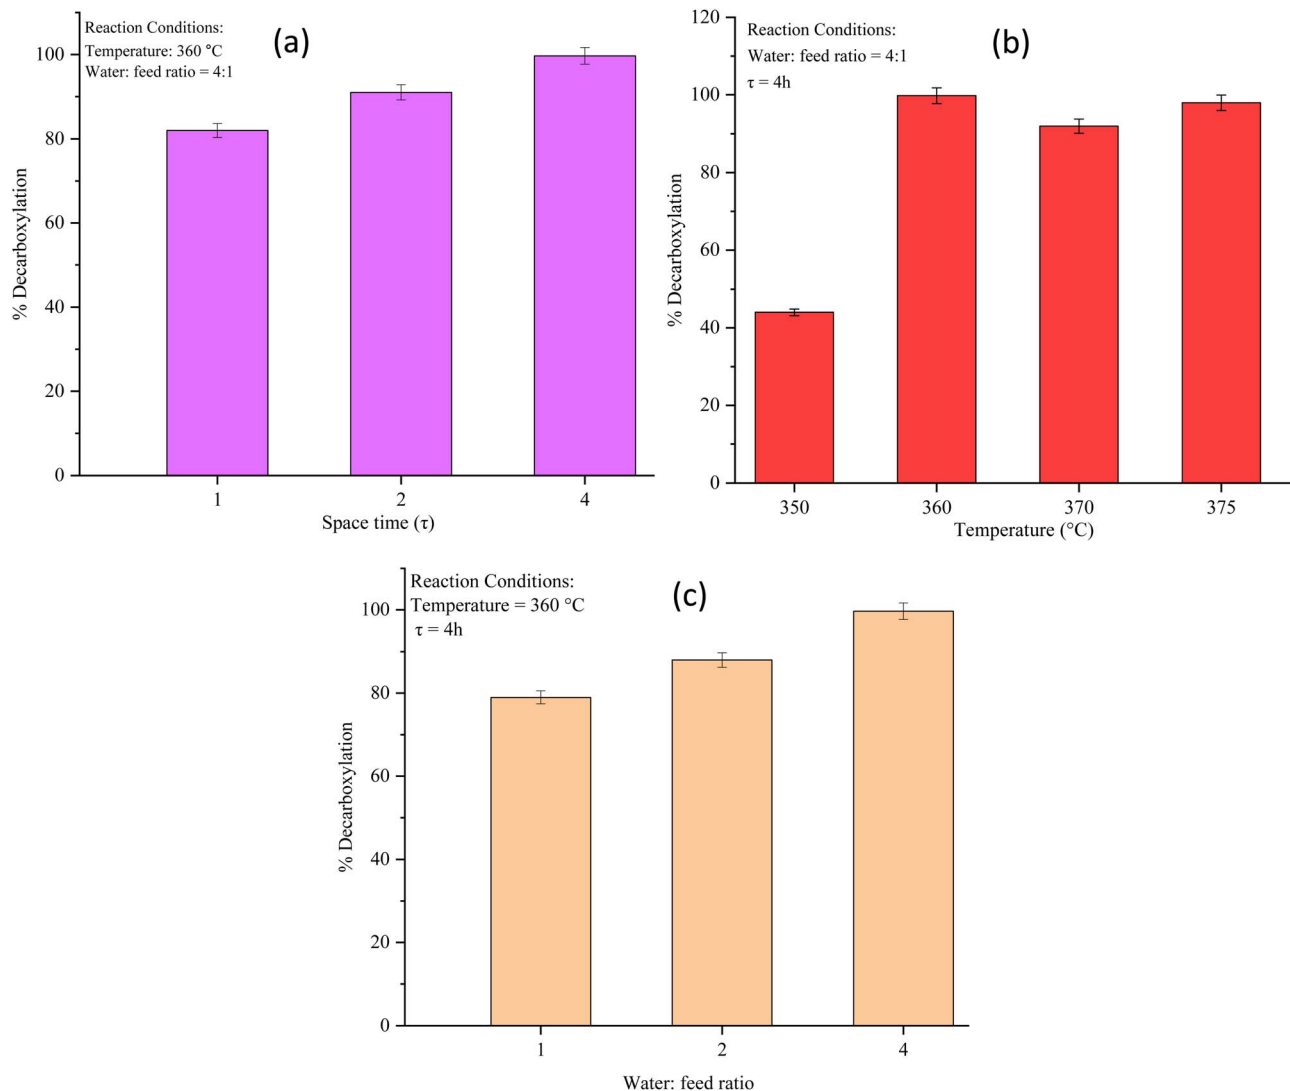 Reaction Conditions:
Temperature: 360 °C
Water: feed ratio = 4:1
(a)
% Decarboxylation
100
80
60
40
20
0
1
2
4
Space time (τ)
Reaction Conditions:
Water: feed ratio = 4:1
τ = 4h
(b)
% Decarboxylation
120
100
80
60
40
20
0
350
360
370
375
Temperature (°C)
Reaction Conditions:
Temperature = 360 °C
τ = 4h
(c)
% Decarboxylation
100
80
60
40
20
0
1
2
4
Water: feed ratio